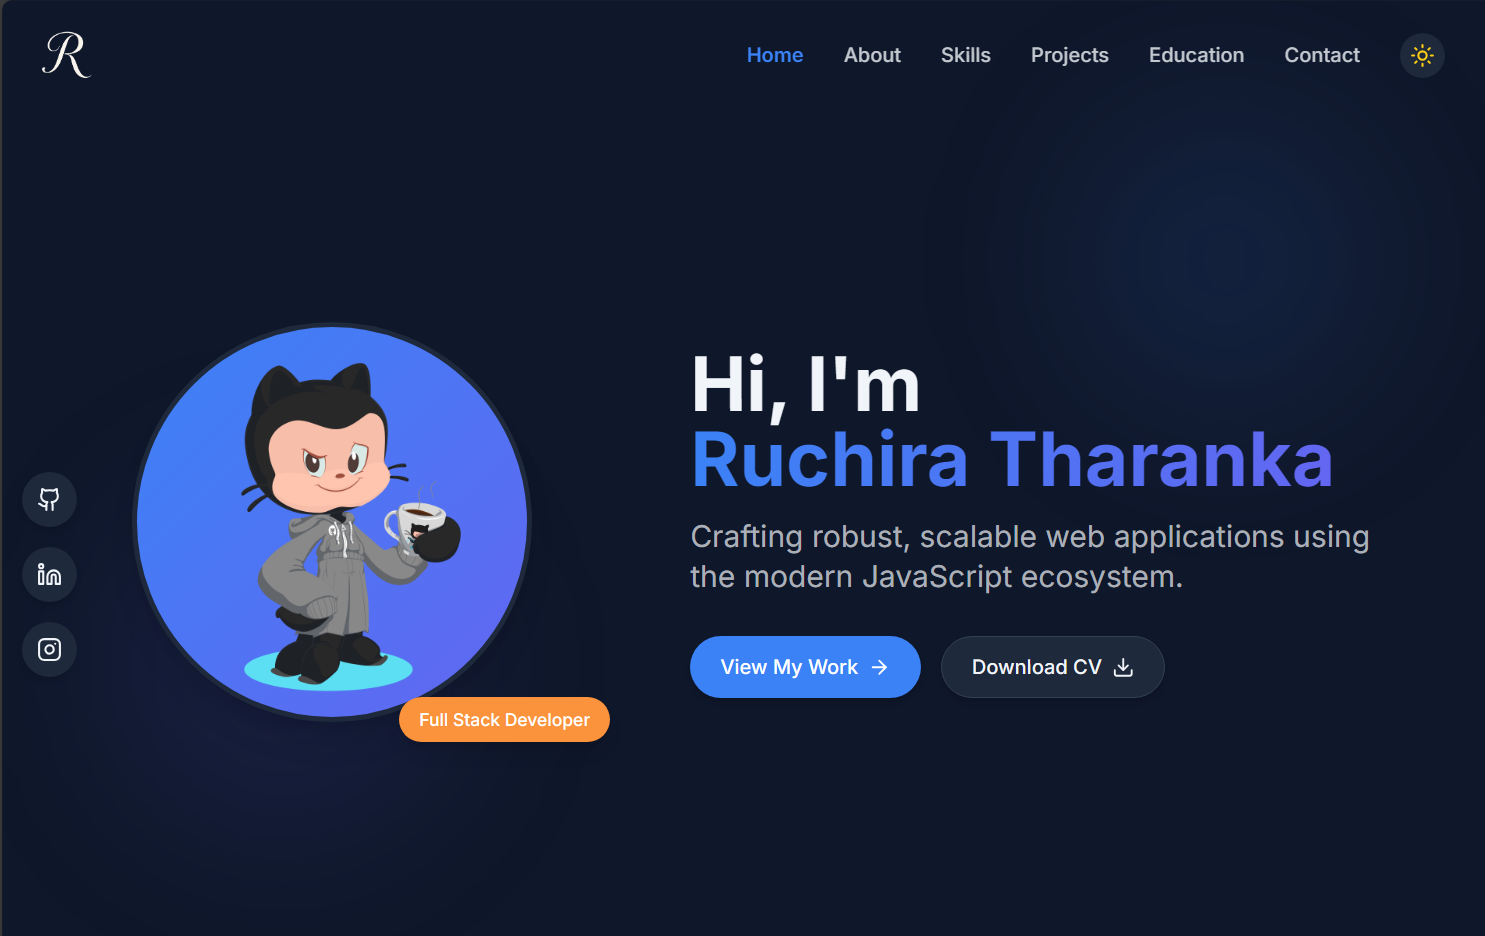 R
Home About Skills Projects Education Contact
Hi, I'm
Ruchira Tharanka
Crafting robust, scalable web applications using
the modern JavaScript ecosystem.
View My Work Download CV
Full Stack Developer